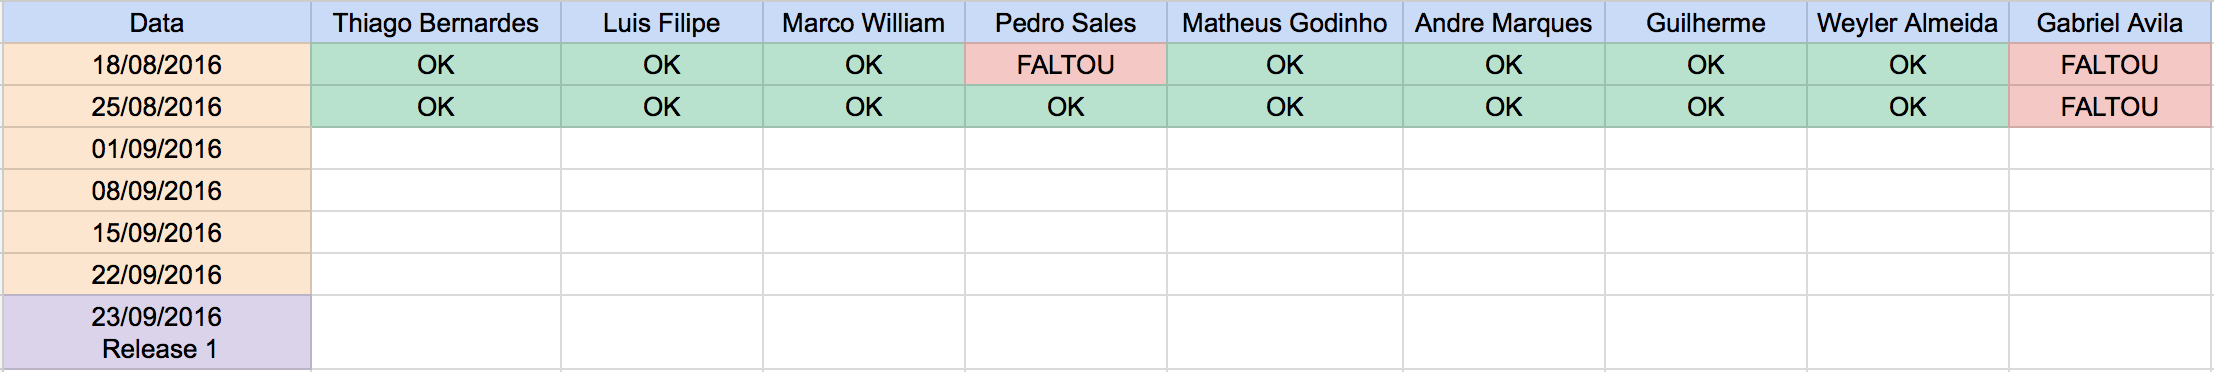 Data Thiago Bernardes Luis Filipe Marco William Pedro Sales Matheus Godinho Andre Marques Guilherme Weyler Almeida Gabriel Avila
18/08/2016 OK OK OK FALTOU OK OK OK OK FALTOU
25/08/2016 OK OK OK OK OK OK OK OK FALTOU
01/09/2016
08/09/2016
15/09/2016
22/09/2016
23/09/2016
Release 1